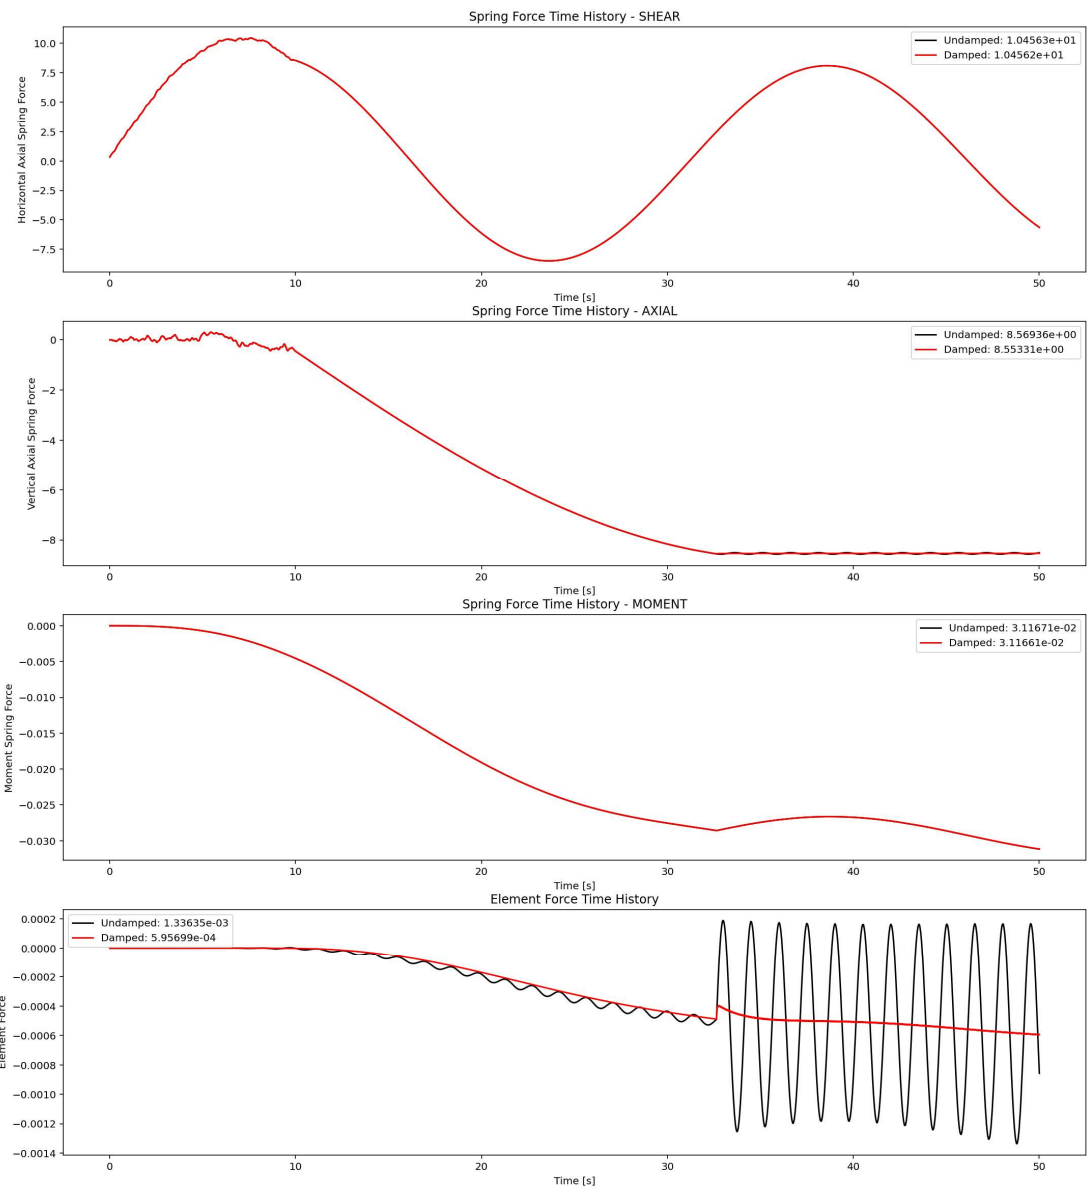 Spring Force Time History - SHEAR
Horizontal Axial Spring Force
10.0
7.5
5.0
2.5
0.0
−2.5
−5.0
−7.5
Undamped: 1.04563e+01
Damped: 1.04562e+01
0 10 20 30 40 50
Time [s]
Spring Force Time History - AXIAL
Vertical Axial Spring Force
0
−2
−4
−6
−8
Undamped: 8.56936e+00
Damped: 8.55331e+00
0 10 20 30 40 50
Time [s]
Spring Force Time History - MOMENT
Moment Spring Force
0.000
−0.005
−0.010
−0.015
−0.020
−0.025
−0.030
Undamped: 3.11671e-02
Damped: 3.11661e-02
0 10 20 30 40 50
Time [s]
Element Force Time History
Element Force
0.0002
0.0000
−0.0002
−0.0004
−0.0006
−0.0008
−0.0010
−0.0012
−0.0014
Undamped: 1.33635e-03
Damped: 5.95699e-04
0 10 20 30 40 50
Time [s]